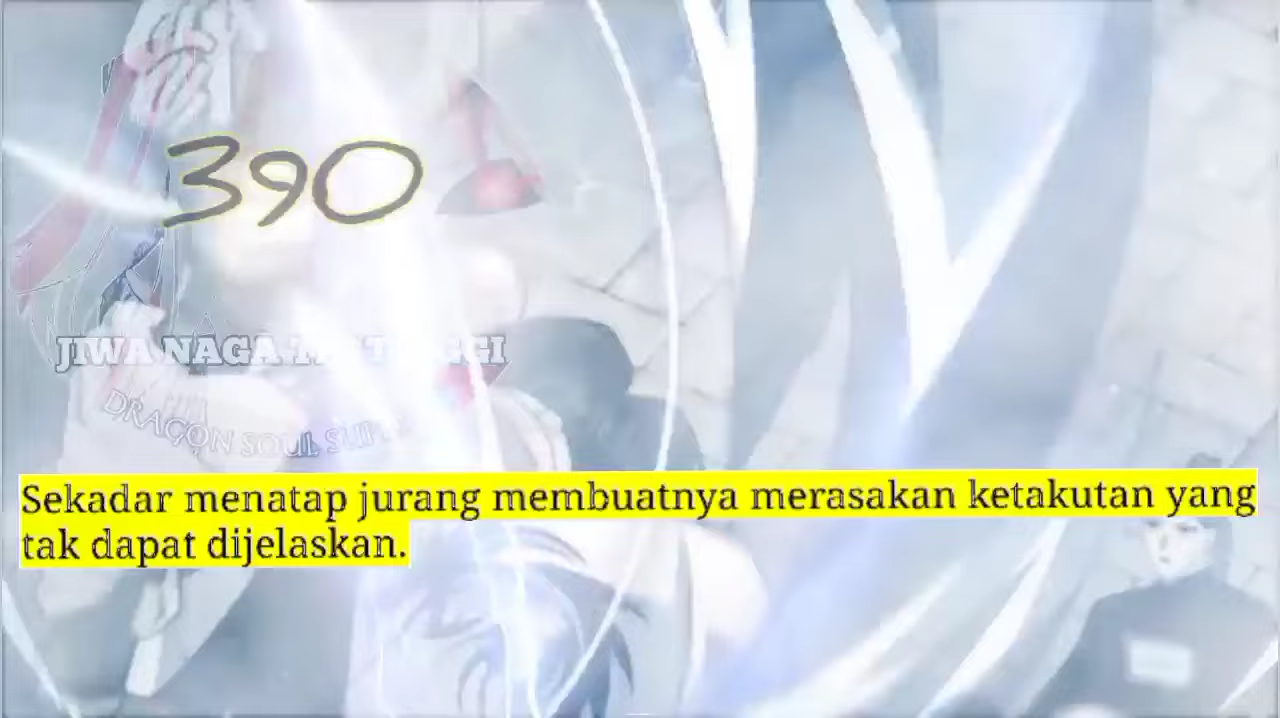 390
JIWA NAGA
DRAGON SOUL
Sekadar menatap jurang membuatnya merasakan ketakutan yang
tak dapat dijelaskan.